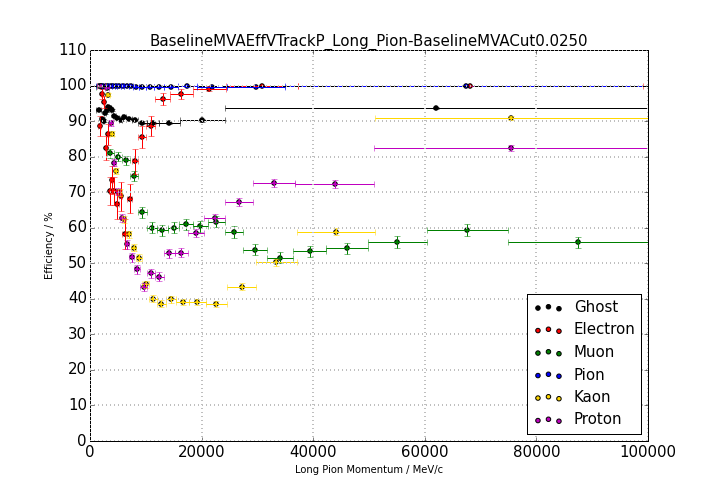 BaselineMVAEffVTrackP_Long_Pion-BaselineMVACut0.0250
110
100
90
80
70
60
50
40
30
20
10
0
Efficiency / %
Ghost
Electron
Muon
Pion
Kaon
Proton
0 20000 40000 60000 80000 100000
Long Pion Momentum / MeV/c